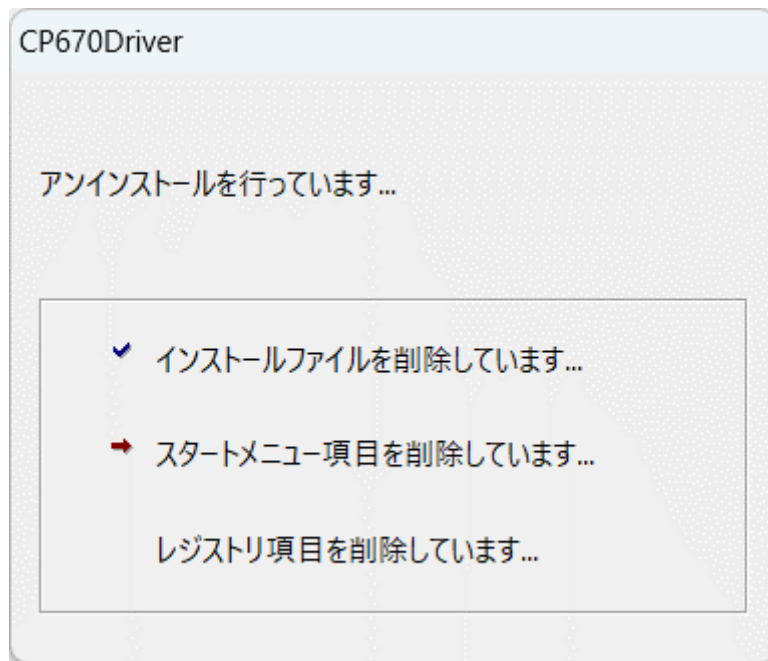 CP670Driver
アンインストールを行っています...
インストールファイルを削除しています...
スタートメニュー項目を削除しています...
レジストリ項目を削除しています...